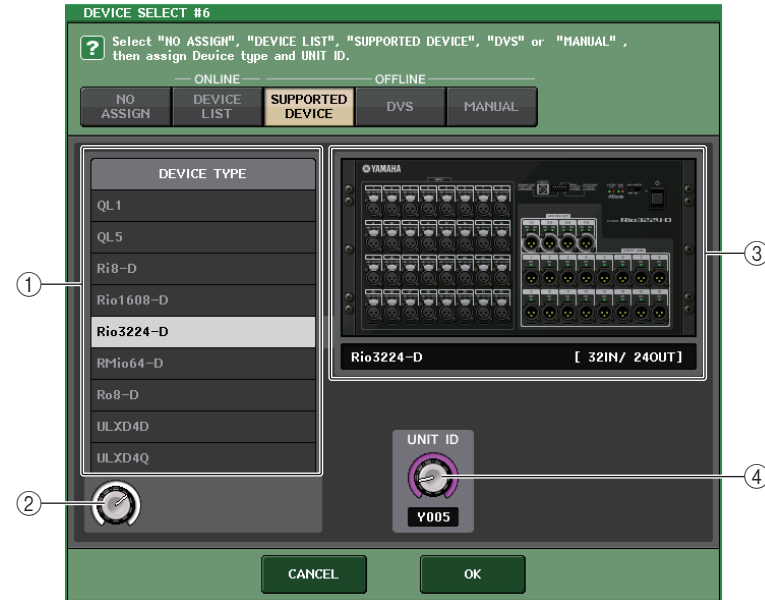 DEVICE SELECT #6
? Select "NO ASSIGN", "DEVICE LIST", "SUPPORTED DEVICE", "DVS" or "MANUAL" ,
then assign Device type and UNIT ID.
ONLINE OFFLINE
NO ASSIGN
DEVICE LIST
SUPPORTED DEVICE
DVS
MANUAL
DEVICE TYPE
QL1
QL5
Ri8-D
Rio1608-D
Rio3224-D
RMio64-D
Ro8-D
ULXD4D
ULXD4Q
YAMAHA
Rio3224-D
Rio3224-D [ 32IN/ 24OUT]
UNIT ID
Y005
CANCEL
OK
1
2
3
4